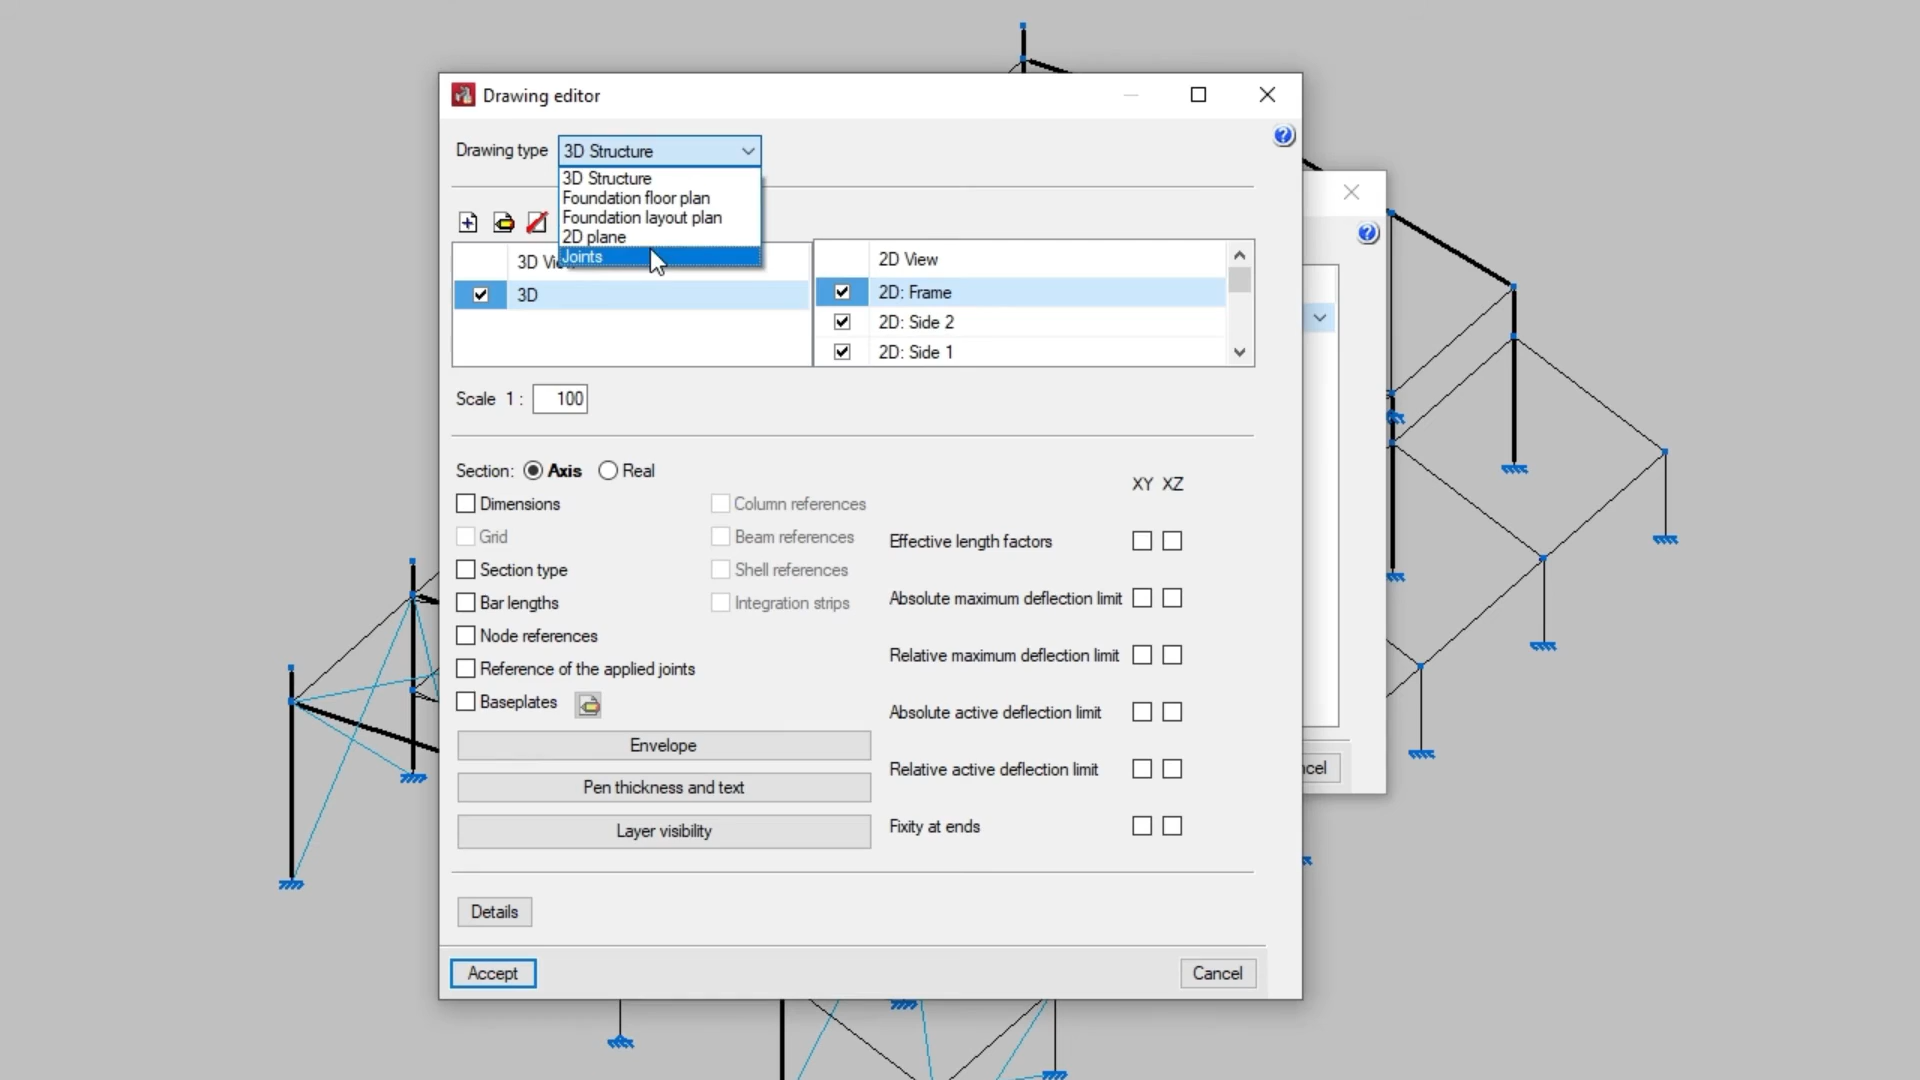 Drawing editor
Drawing type 3D Structure
3D Structure
Foundation floor plan
Foundation layout plan
2D plane
Joints
3D
2D View
2D: Frame
2D: Side 2
2D: Side 1
Scale 1 : 100
Section: Axis Real
XY XZ
Dimensions
Column references
Grid
Beam references
Effective length factors
Section type
Shell references
Bar lengths
Integration strips
Absolute maximum deflection limit
Node references
Relative maximum deflection limit
Reference of the applied joints
Baseplates
Absolute active deflection limit
Envelope
Relative active deflection limit
Pen thickness and text
Layer visibility
Fixity at ends
Details
Accept
Cancel